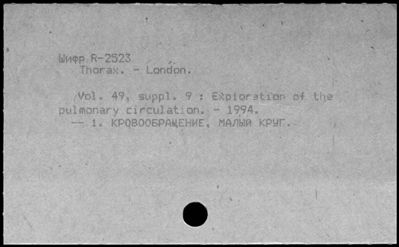 Шифр R-2523
Thorax. - London.
Vol. 49, suppl. 9 : Exploration of the
pulmonary circulation. - 1994.
-- 1. КРОВООБРАЩЕНИЕ, МАЛЫЙ КРУГ.